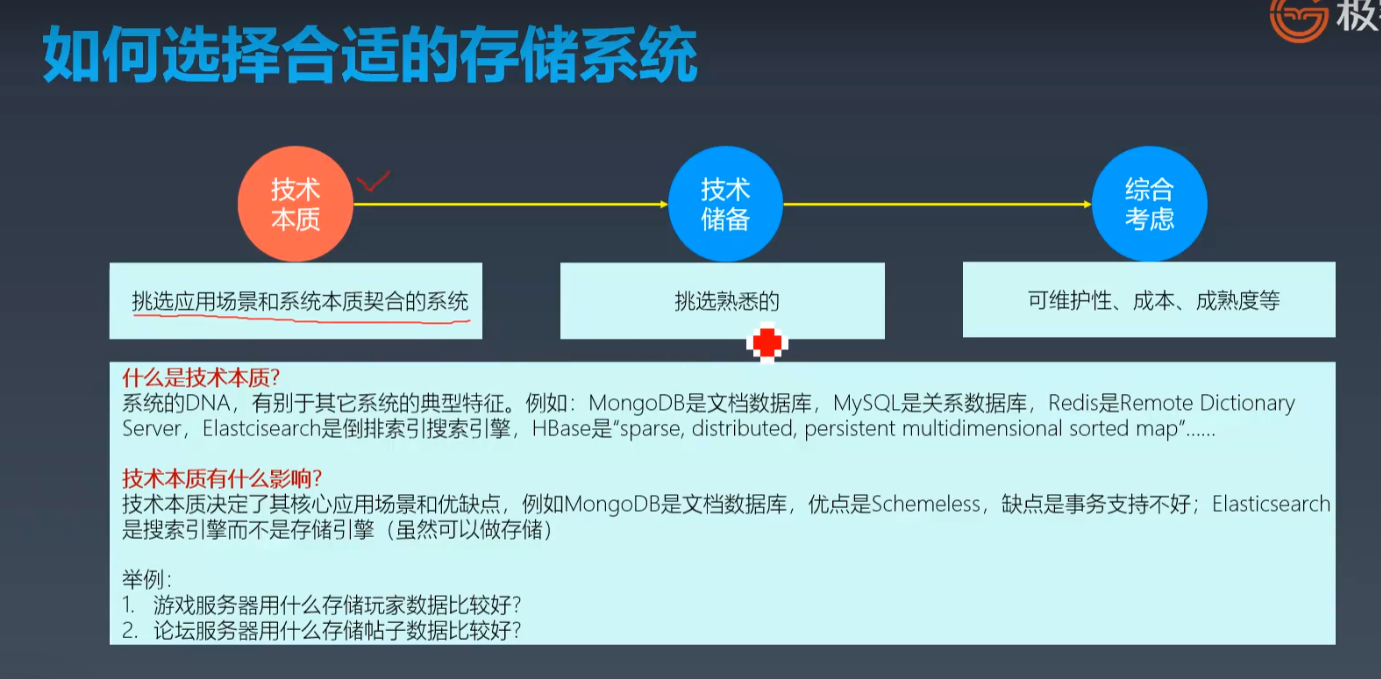 极
如何选择合适的存储系统
技术
本质
技术
储备
综合
考虑
挑选应用场景和系统本质契合的系统
挑选熟悉的
可维护性、成本、成熟度等
什么是技术本质？
系统的DNA，有别于其它系统的典型特征。例如：MongoDB是文档数据库，MySQL是关系数据库，Redis是Remote Dictionary
Server，Elastcisearch是倒排索引搜索引擎，HBase是“sparse, distributed, persistent multidimensional sorted map”……
技术本质有什么影响？
技术本质决定了其核心应用场景和优缺点，例如MongoDB是文档数据库，优点是Schemeless，缺点是事务支持不好；Elasticsearch
是搜索引擎而不是存储引擎（虽然可以做存储）
举例：
1. 游戏服务器用什么存储玩家数据比较好？
2. 论坛服务器用什么存储帖子数据比较好？